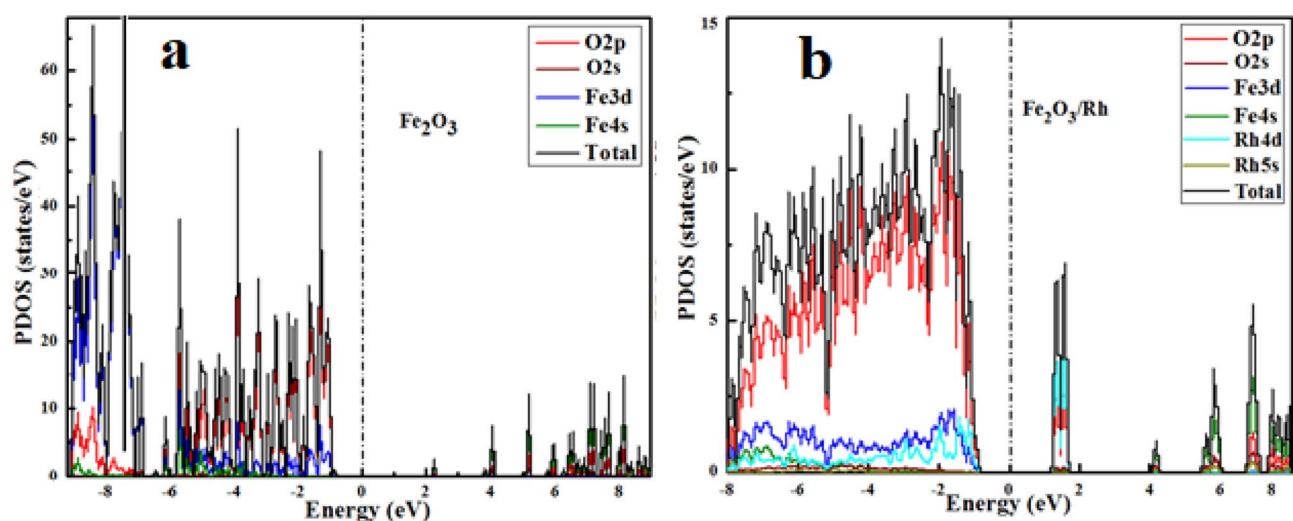 a
O2p
O2s
Fe3d
Fe4s
Total
Fe₂O₃
PDOS (states/eV)
60
50
40
30
20
10
0
-8
-6
-4
-2
0
2
4
6
8
Energy (eV)
b
O2p
O2s
Fe3d
Fe4s
Rh4d
Rh5s
Total
Fe₂O₃/Rh
PDOS (states/eV)
15
10
5
0
-8
-6
-4
-2
0
2
4
6
8
Energy (eV)